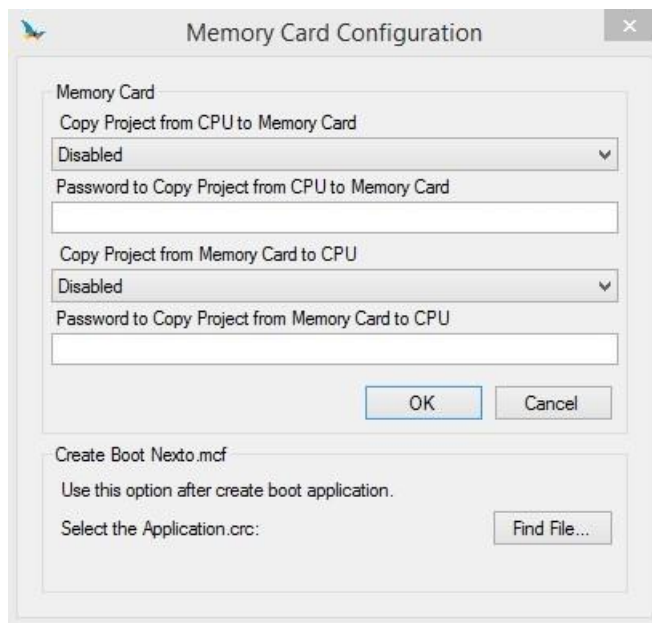 Memory Card Configuration
Memory Card
Copy Project from CPU to Memory Card
Disabled
Password to Copy Project from CPU to Memory Card
Copy Project from Memory Card to CPU
Disabled
Password to Copy Project from Memory Card to CPU
OK Cancel
Create Boot Nexto.mcf
Use this option after create boot application.
Select the Application.crc: Find File...